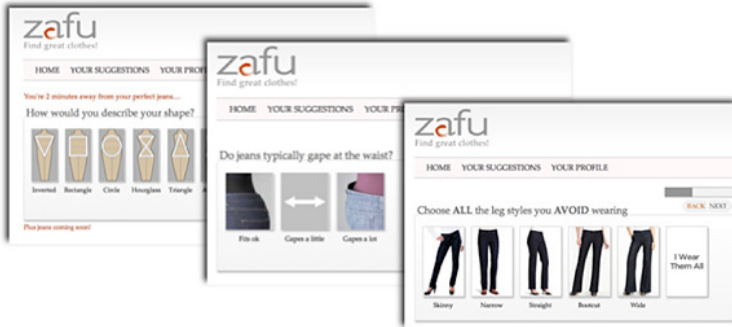 zafu
Find great clothes!
HOME YOUR SUGGESTIONS
You're 2 minutes away from your perfect jeans....
How would you describe your shape?
Inverted Rectangle Circle Hourglass Triangle
Plus jeans coming soon!
zafu
Find great clothes!
HOME YOUR SUGGESTIONS
Do jeans typically gape at the waist?
Fits ok Gapes a little Gapes a lot
zafu
Find great clothes!
HOME YOUR SUGGESTIONS YOUR PROFILE
BACK NEXT
Choose ALL the leg styles you AVOID wearing
I Wear
Them All
Skinny Narrow Straight Bootcut Wide